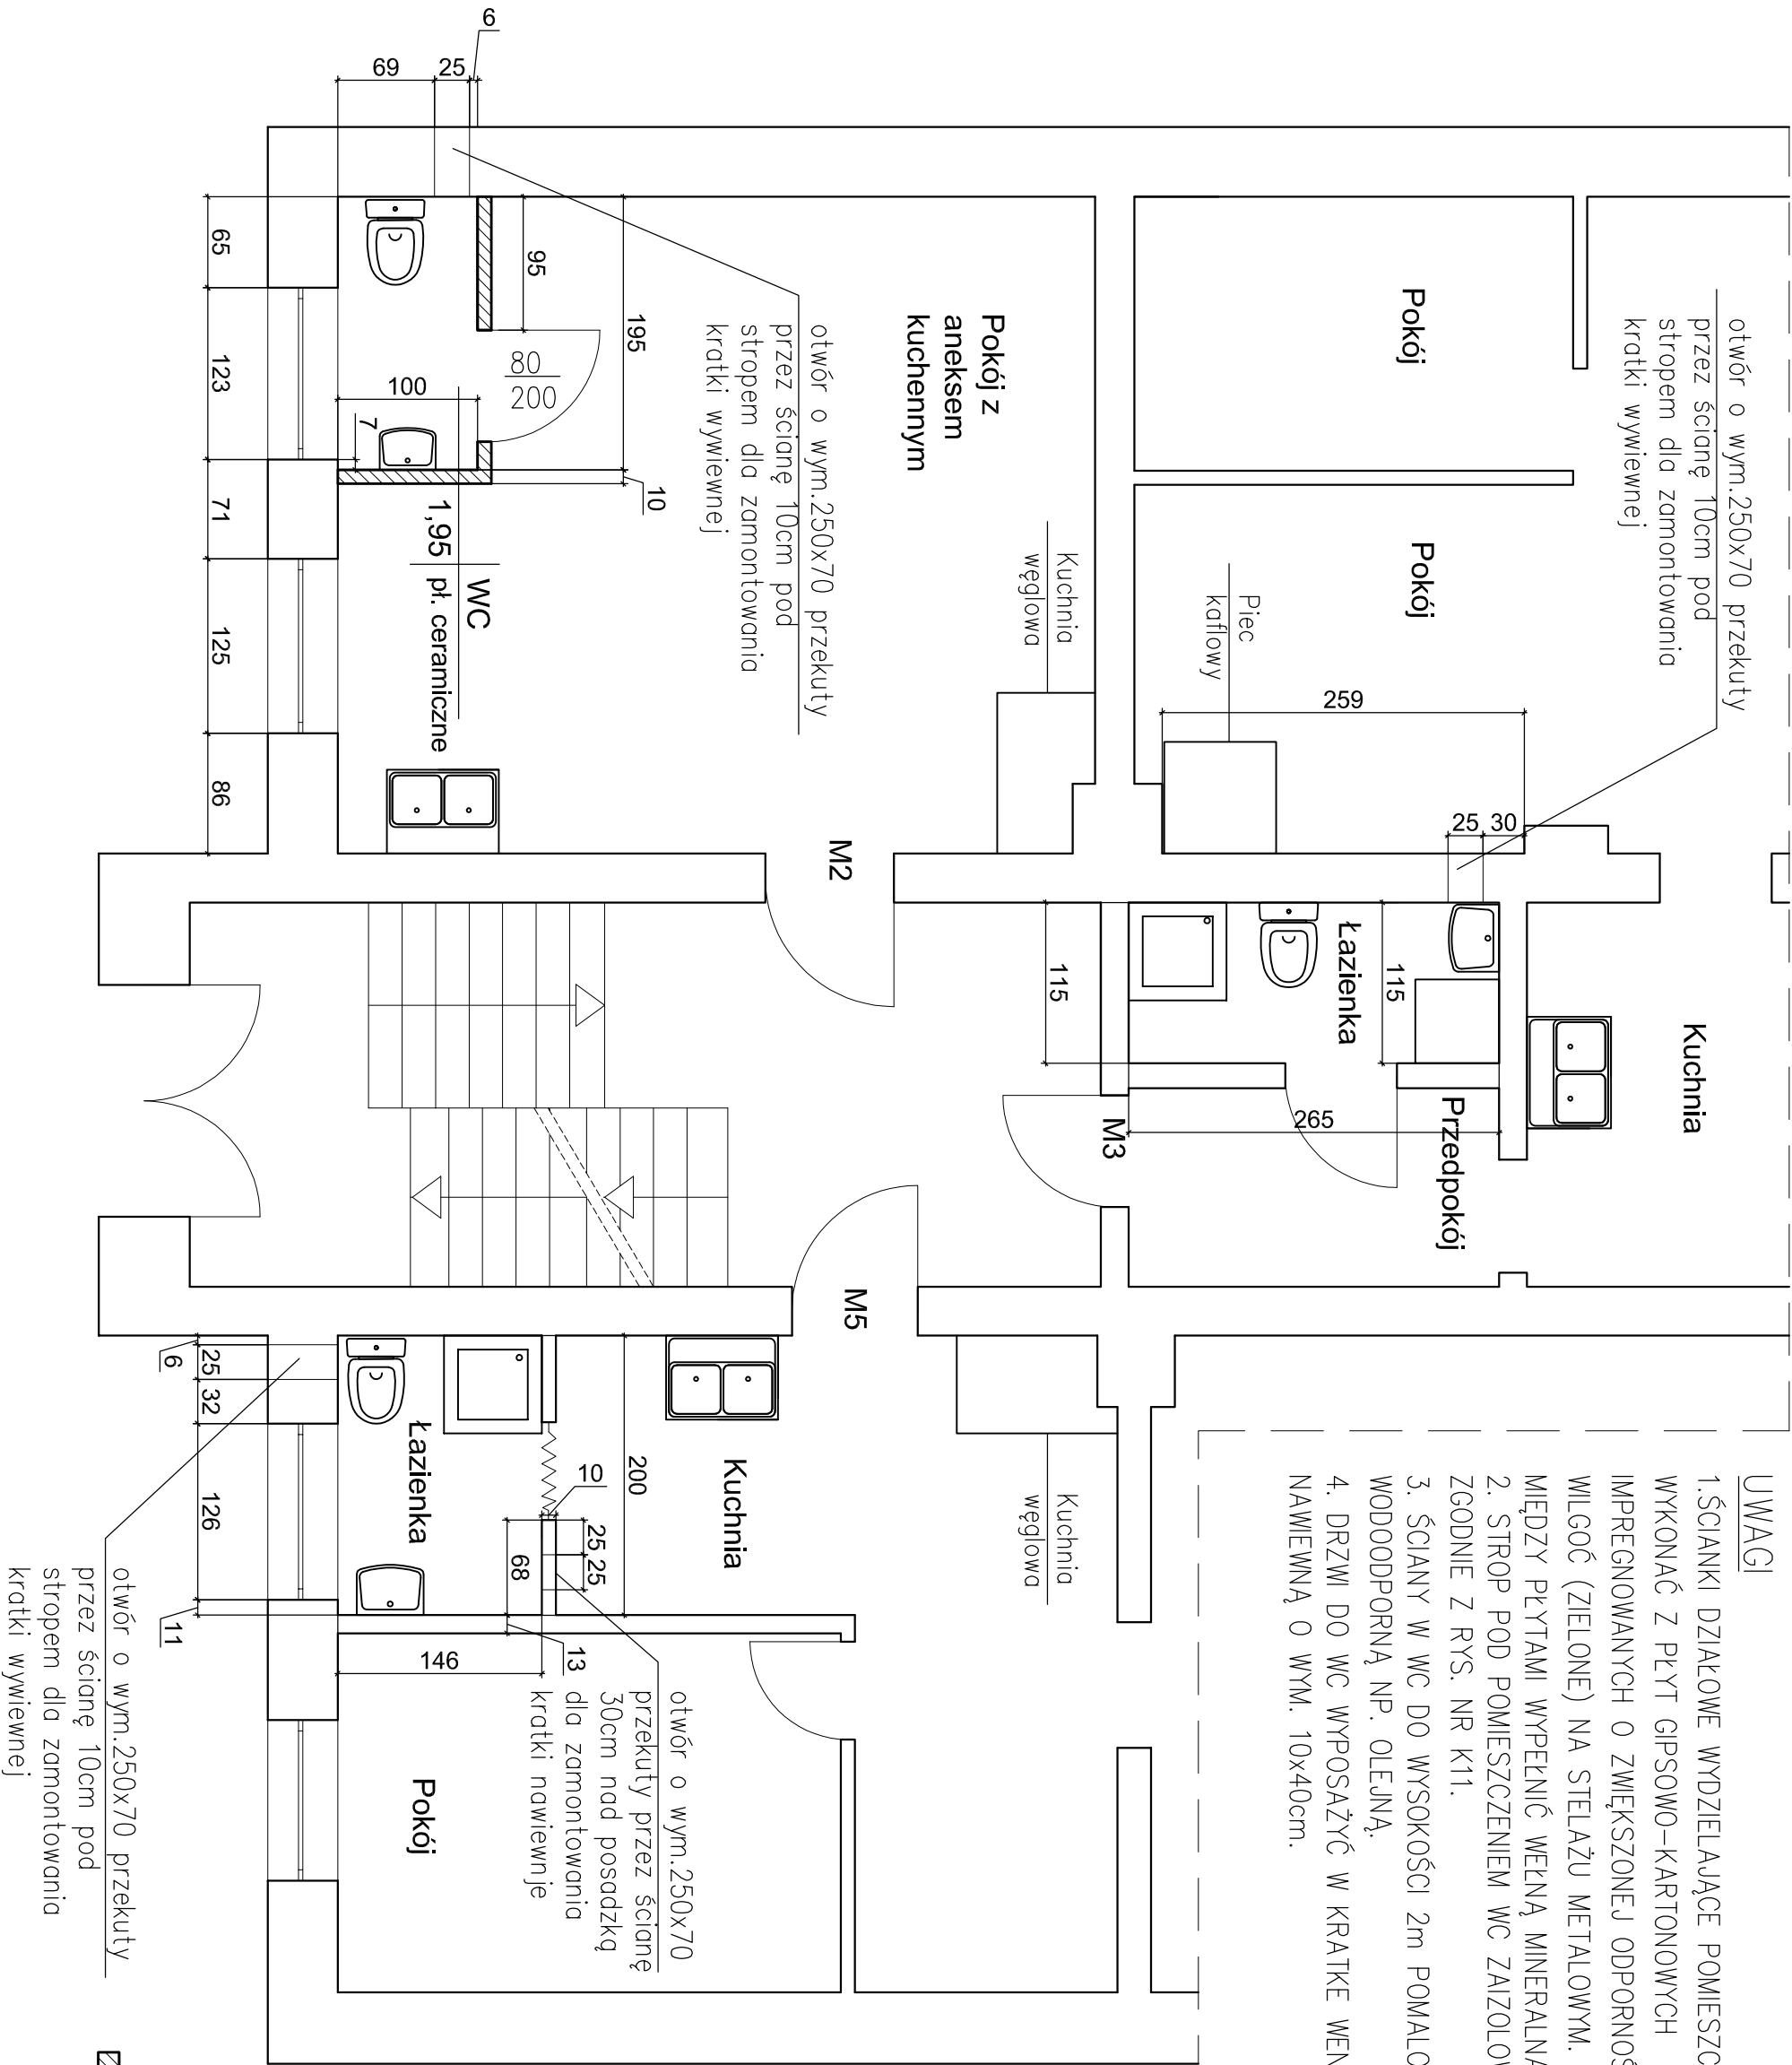 UWAGI
1.ŚCIANKI DZIAŁOWE WYDZIELAJĄCE
WYKONAĆ Z PŁYT GIPSOWO-KARTONOWYCH
IMPREGNOWANYCH O ZWIĘKSZONEJ
WILGOĆ (ZIELONE) NA STELAŻU METALOWYM.
MIĘDZY PŁYTAMI WYPEŁNIĆ WEŁNĄ
2. STROP POD POMIESZCZENIEM WC
ZGODNIE Z RYS. NR K11.
3. ŚCIANY W WC DO WYSOKOŚCI 2m
WODOODPORNĄ NP. OLEJNĄ.
4. DRZWI DO WC WYPOSAŻYĆ W KRATKE
NAWIEWNĄ O WYM. 10x40cm.
otwór o wym.250x70 przekuty
przez ścianę 10cm pod
stropem dla zamontowania
kratki wywiewnej
Kuchnia
Pokój
Pokój
Piec
kaflowy
259
25
30
Łazienka
115
115
Przedpokój
265
M3
Kuchnia
węglowa
Kuchnia
węglowa
Pokój z
aneksem
kuchennym
M2
M5
otwór o wym.250x70 przekuty
przez ścianę 10cm pod
stropem dla zamontowania
kratki wywiewnej
195
10
95
80
200
100
7
WC
1,95
pł. ceramiczne
6
69
25
65
123
71
125
86
Kuchnia
200
10
25
25
68
13
146
Łazienka
Pokój
otwór o wym.250x70
przekuty przez ścianę
30cm nad posadzką
dla zamontowania
kratki nawiewnje
6
25
32
126
11
otwór o wym.250x70 przekuty
przez ścianę 10cm pod
stropem dla zamontowania
kratki wywiewnej